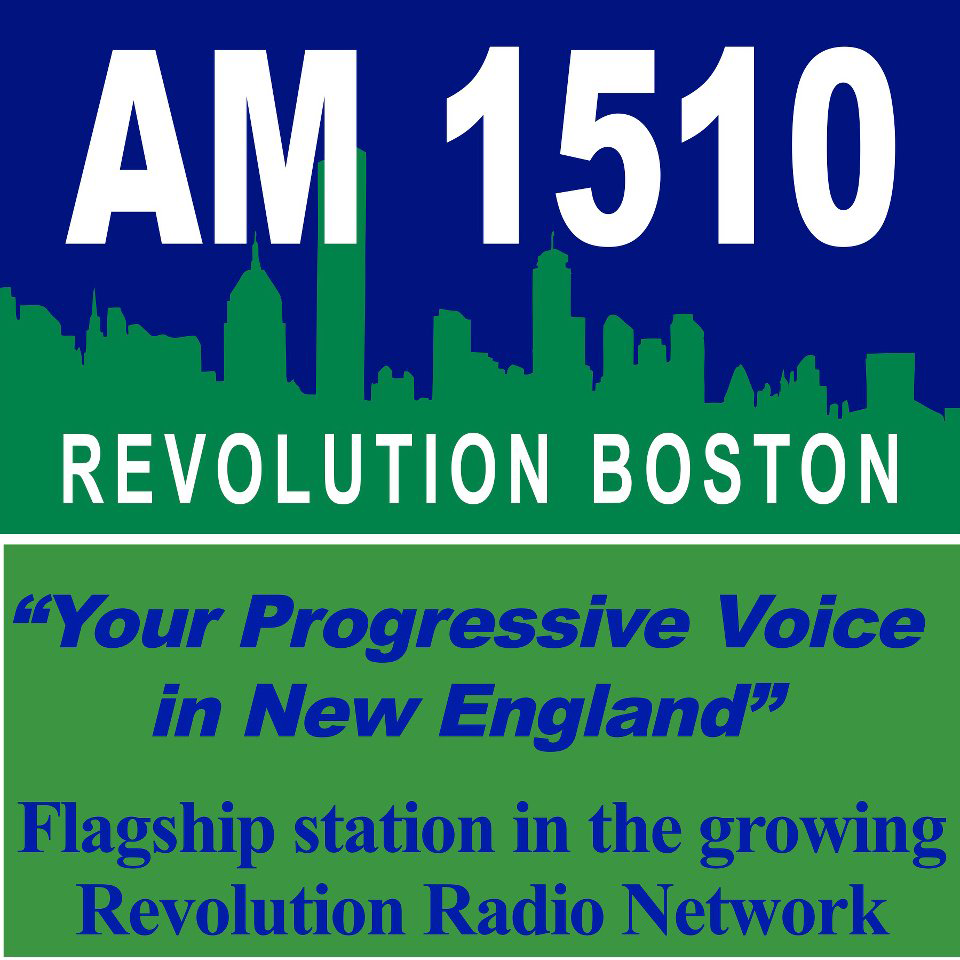 AM 1510
REVOLUTION BOSTON
“Your Progressive Voice
in New England”
Flagship station in the growing
Revolution Radio Network